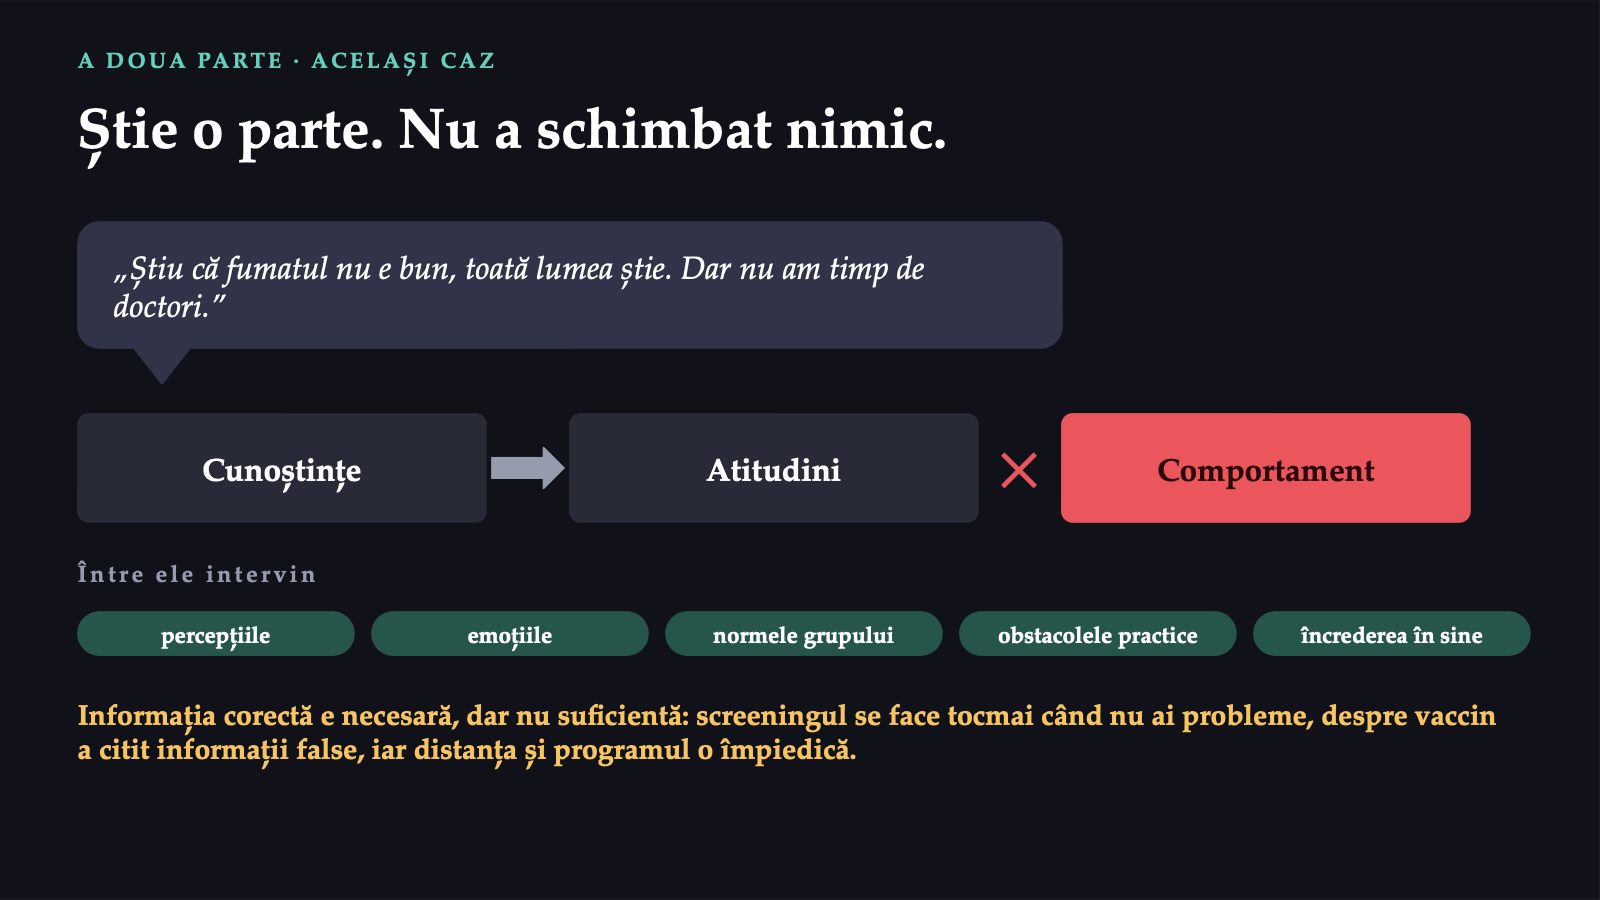 A DOUA PARTE · ACELAȘI CAZ
Știe o parte. Nu a schimbat nimic.
„Știu că fumatul nu e bun, toată lumea știe. Dar nu am timp de
doctori.”
Cunoștințe
Atitudini
Comportament
Între ele intervin
percepțiile
emoțiile
normele grupului
obstacolele practice
încrederea în sine
Informația corectă e necesară, dar nu suficientă: screeningul se face tocmai când nu ai probleme, despre vaccin
a citit informații false, iar distanța și programul o împiedică.